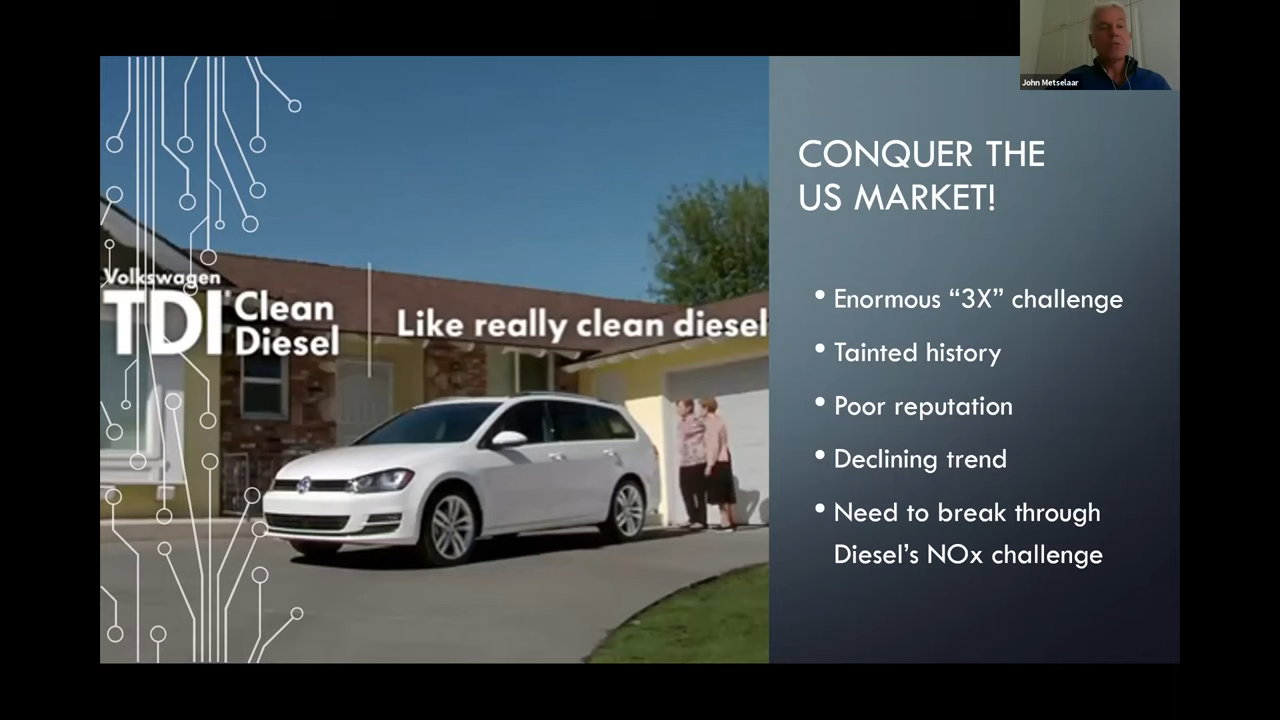 John Metselaar
CONQUER THE
US MARKET!
Volkswagen
TDI® Clean
Diesel
Like really clean diesel
• Enormous “3X” challenge
• Tainted history
• Poor reputation
• Declining trend
• Need to break through
Diesel’s NOx challenge